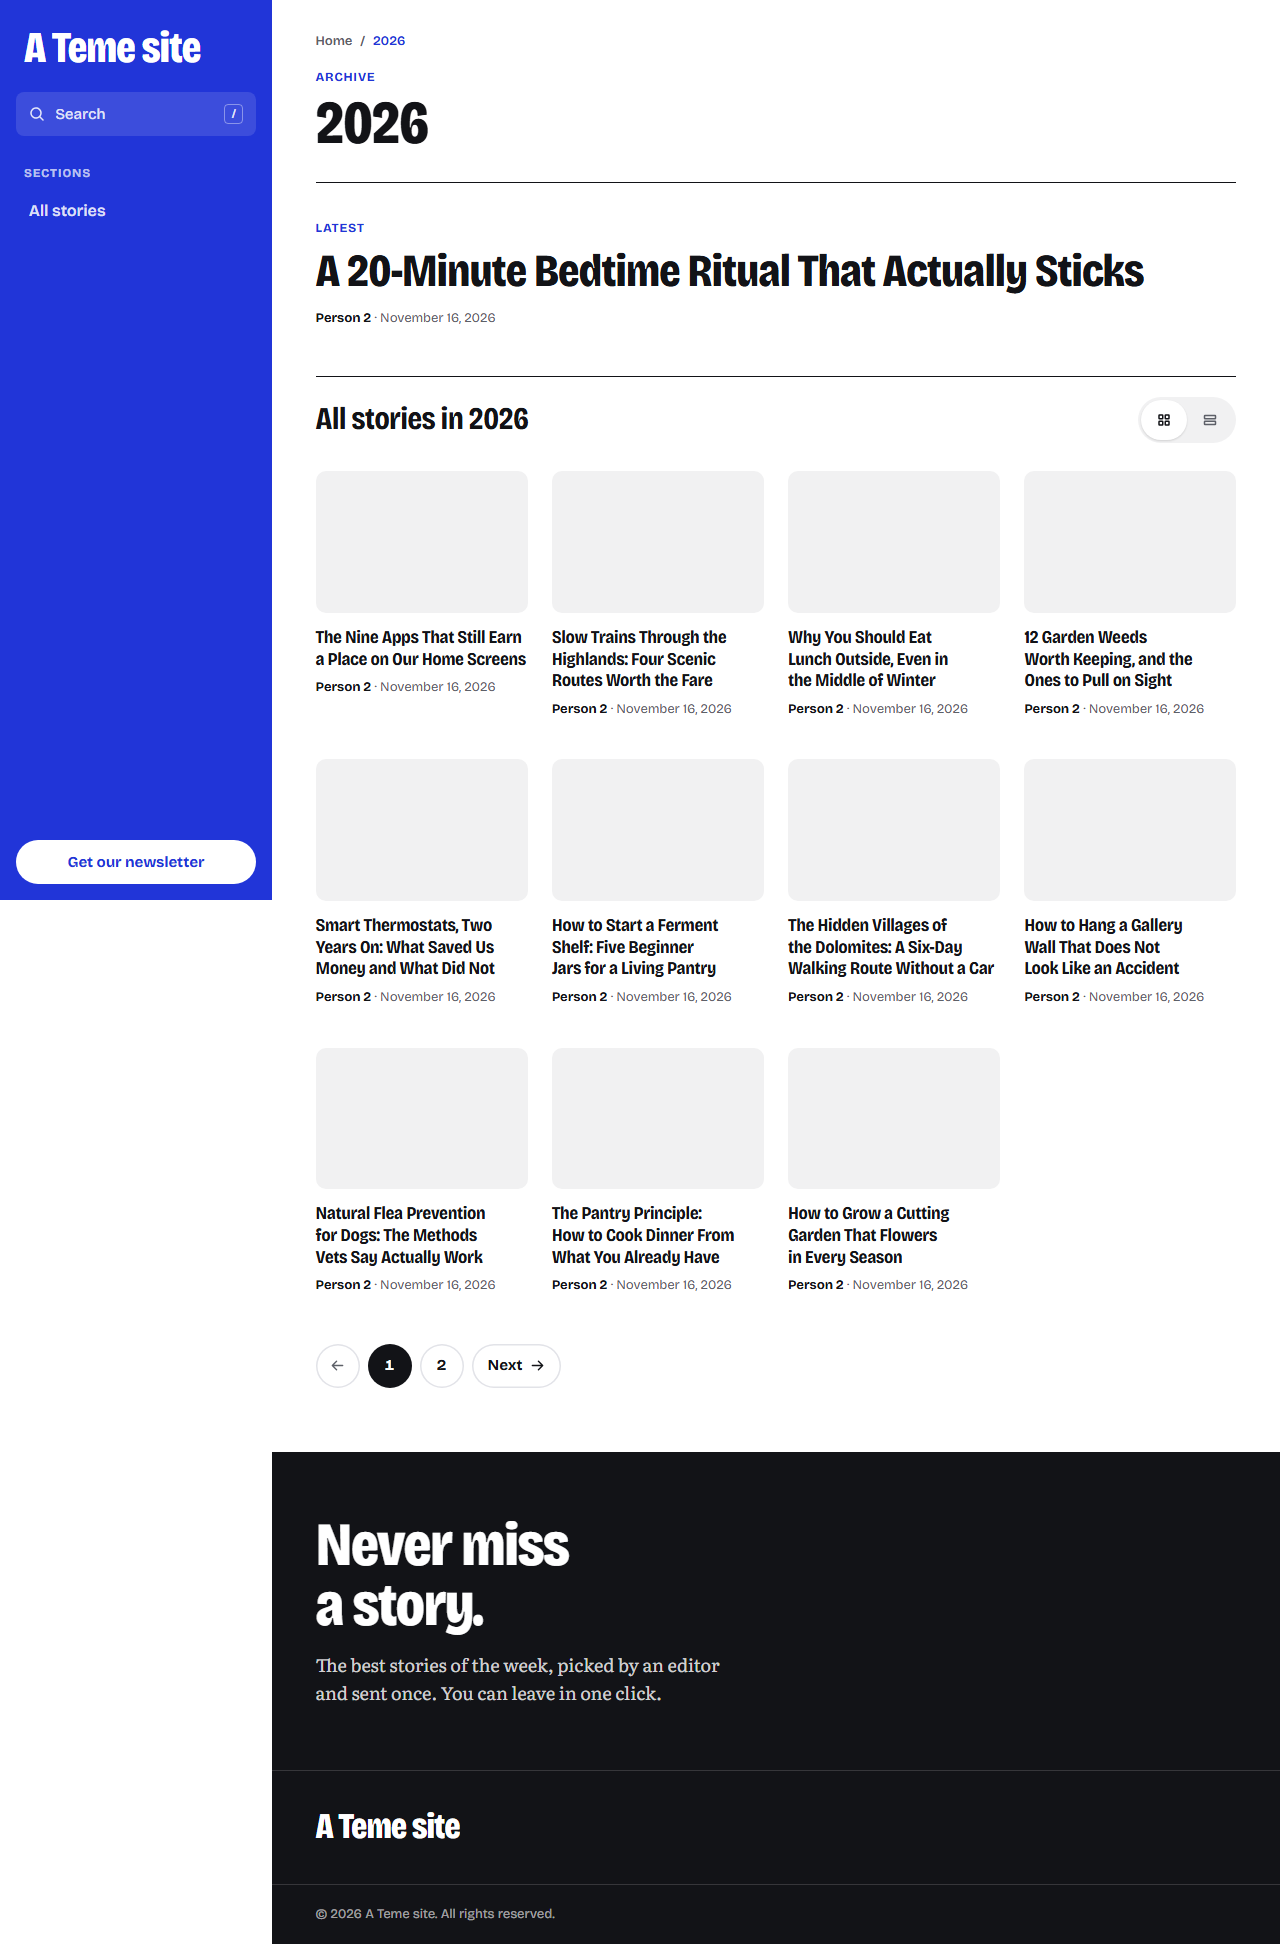 A Teme site
Search /
SECTIONS
All stories
Get our newsletter
Home / 2026
ARCHIVE
2026
LATEST
A 20-Minute Bedtime Ritual That Actually Sticks
Person 2 · November 16, 2026
All stories in 2026
The Nine Apps That Still Earn
a Place on Our Home Screens
Person 2 · November 16, 2026
Slow Trains Through the
Highlands: Four Scenic
Routes Worth the Fare
Person 2 · November 16, 2026
Why You Should Eat
Lunch Outside, Even in
the Middle of Winter
Person 2 · November 16, 2026
12 Garden Weeds
Worth Keeping, and the
Ones to Pull on Sight
Person 2 · November 16, 2026
Smart Thermostats, Two
Years On: What Saved Us
Money and What Did Not
Person 2 · November 16, 2026
How to Start a Ferment
Shelf: Five Beginner
Jars for a Living Pantry
Person 2 · November 16, 2026
The Hidden Villages of
the Dolomites: A Six-Day
Walking Route Without a Car
Person 2 · November 16, 2026
How to Hang a Gallery
Wall That Does Not
Look Like an Accident
Person 2 · November 16, 2026
Natural Flea Prevention
for Dogs: The Methods
Vets Say Actually Work
Person 2 · November 16, 2026
The Pantry Principle:
How to Cook Dinner From
What You Already Have
Person 2 · November 16, 2026
How to Grow a Cutting
Garden That Flowers
in Every Season
Person 2 · November 16, 2026
← 1 2 Next →
Never miss
a story.
The best stories of the week, picked by an editor
and sent once. You can leave in one click.
A Teme site
© 2026 A Teme site. All rights reserved.